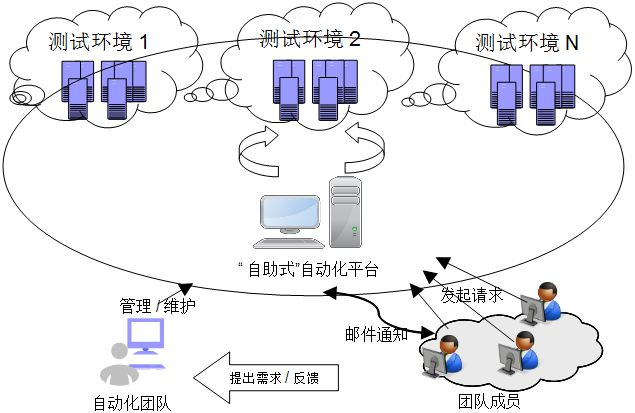 测试环境 1
测试环境 2
测试环境 N
“ 自助式”自动化平台
管理 / 维护
发起请求
邮件通知
提出需求 / 反馈
自动化团队
团队成员